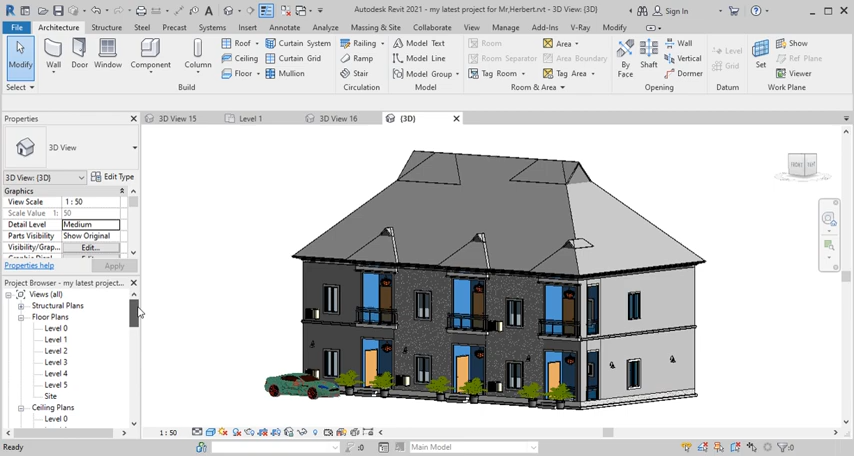 Autodesk Revit 2021 - my latest project for Mr,Herbert.rvt - 3D View: {3D}
Sign In
File Architecture Structure Steel Precast Systems Insert Annotate Analyze Massing & Site Collaborate View Manage Add-Ins V-Ray Modify
Modify
Wall
Door
Window
Component
Column
Roof
Ceiling
Floor
Curtain System
Curtain Grid
Mullion
Railing
Ramp
Stair
Model Text
Model Line
Model Group
Room
Room Separator
Tag Room
Area
Area Boundary
Tag Area
By Face
Shaft
Wall
Vertical
Dormer
Level
Grid
Set
Show
Ref Plane
Viewer
Select Build Circulation Model Room & Area Opening Datum Work Plane
Properties
3D View 15
Level 1
3D View 16
{3D}
3D View
3D View: {3D}
Edit Type
Graphics
View Scale 1 : 50
Scale Value 1: 50
Detail Level Medium
Parts Visibility Show Original
Visibility/Grap... Edit...
Properties help
Apply
Project Browser - my latest project...
Views (all)
Structural Plans
Floor Plans
Level 0
Level 1
Level 2
Level 3
Level 4
Level 5
Site
Ceiling Plans
Level 0
1 : 50
Ready
:0
Main Model
:0